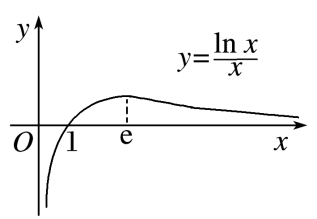 y
y = ln x / x
O 1 e x